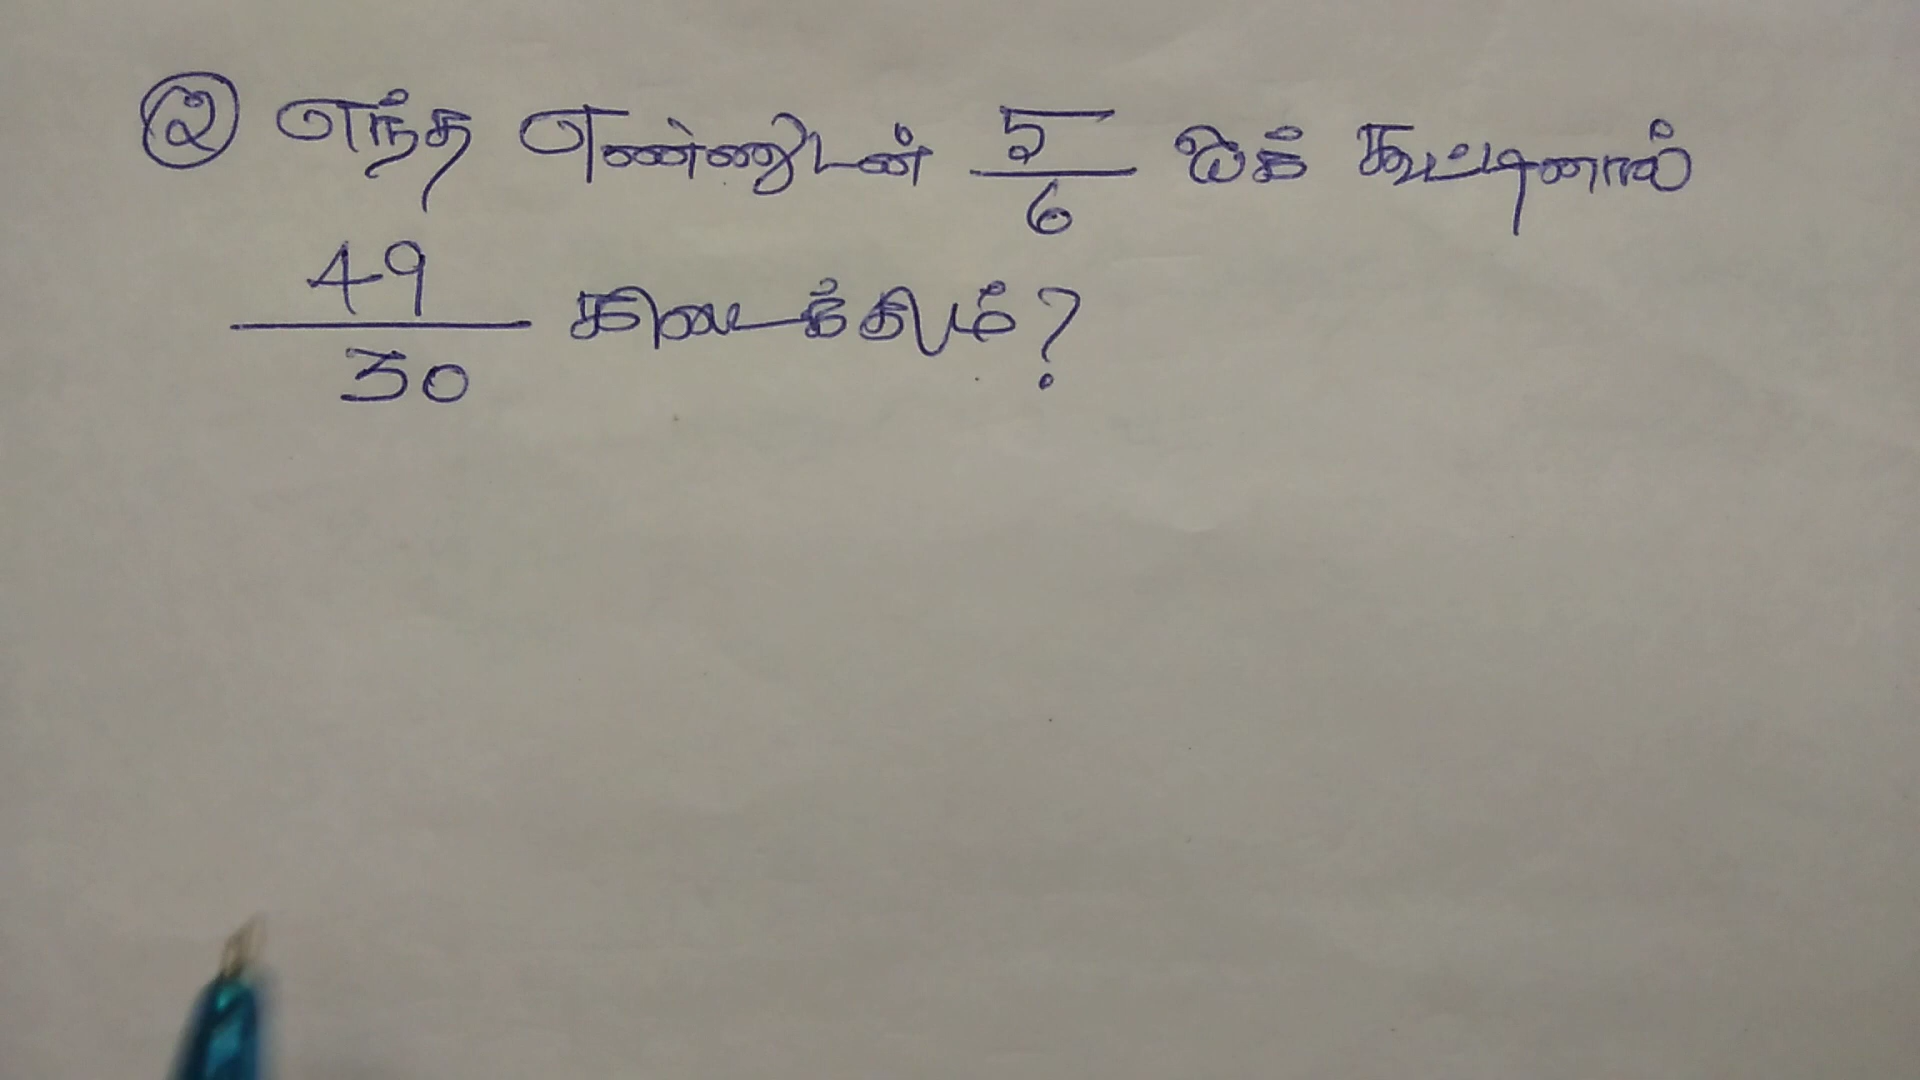 ② எந்த எண்ணுடன் 5/6 ஐக் கூட்டினால்
49/30 கிடைக்கும்?